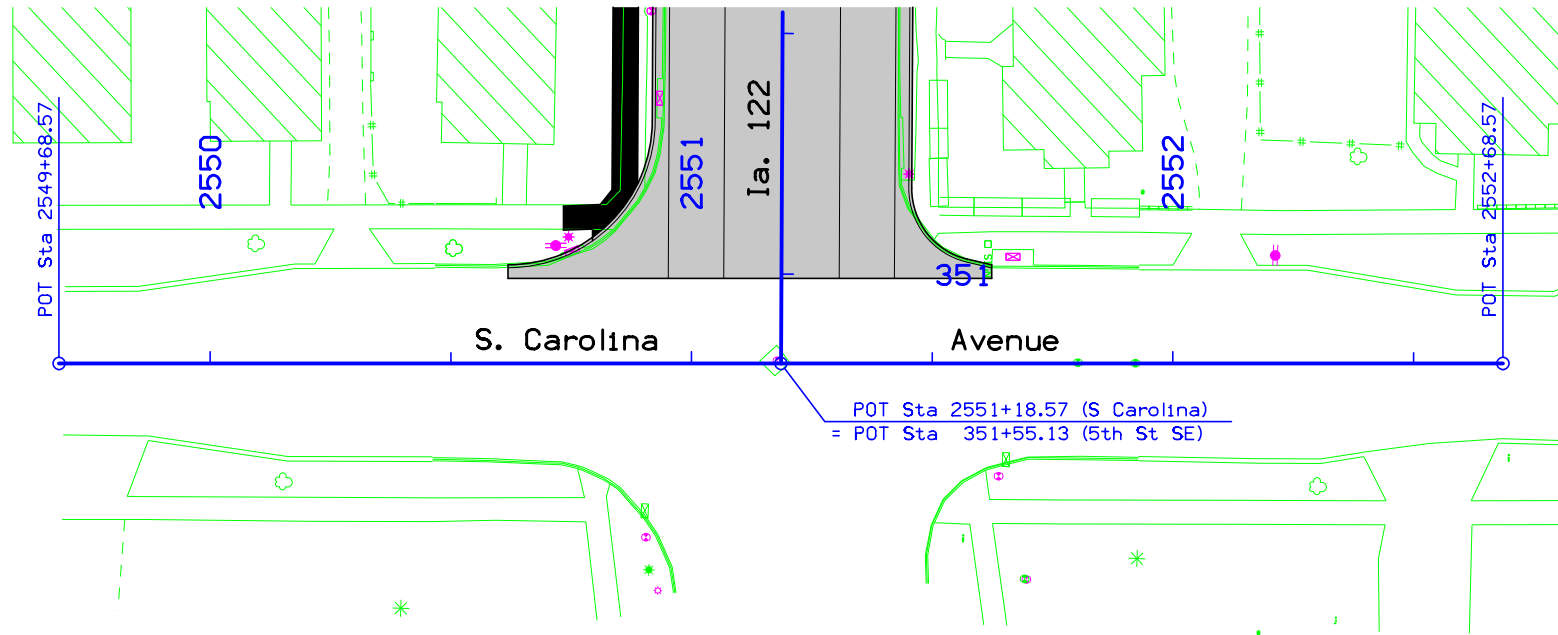 POT Sta 2549+68.57
2550
2551
Ia. 122
2552
POT Sta 2552+68.57
351
S. Carolina Avenue
POT Sta 2551+18.57 (S Carolina)
= POT Sta 351+55.13 (5th St SE)